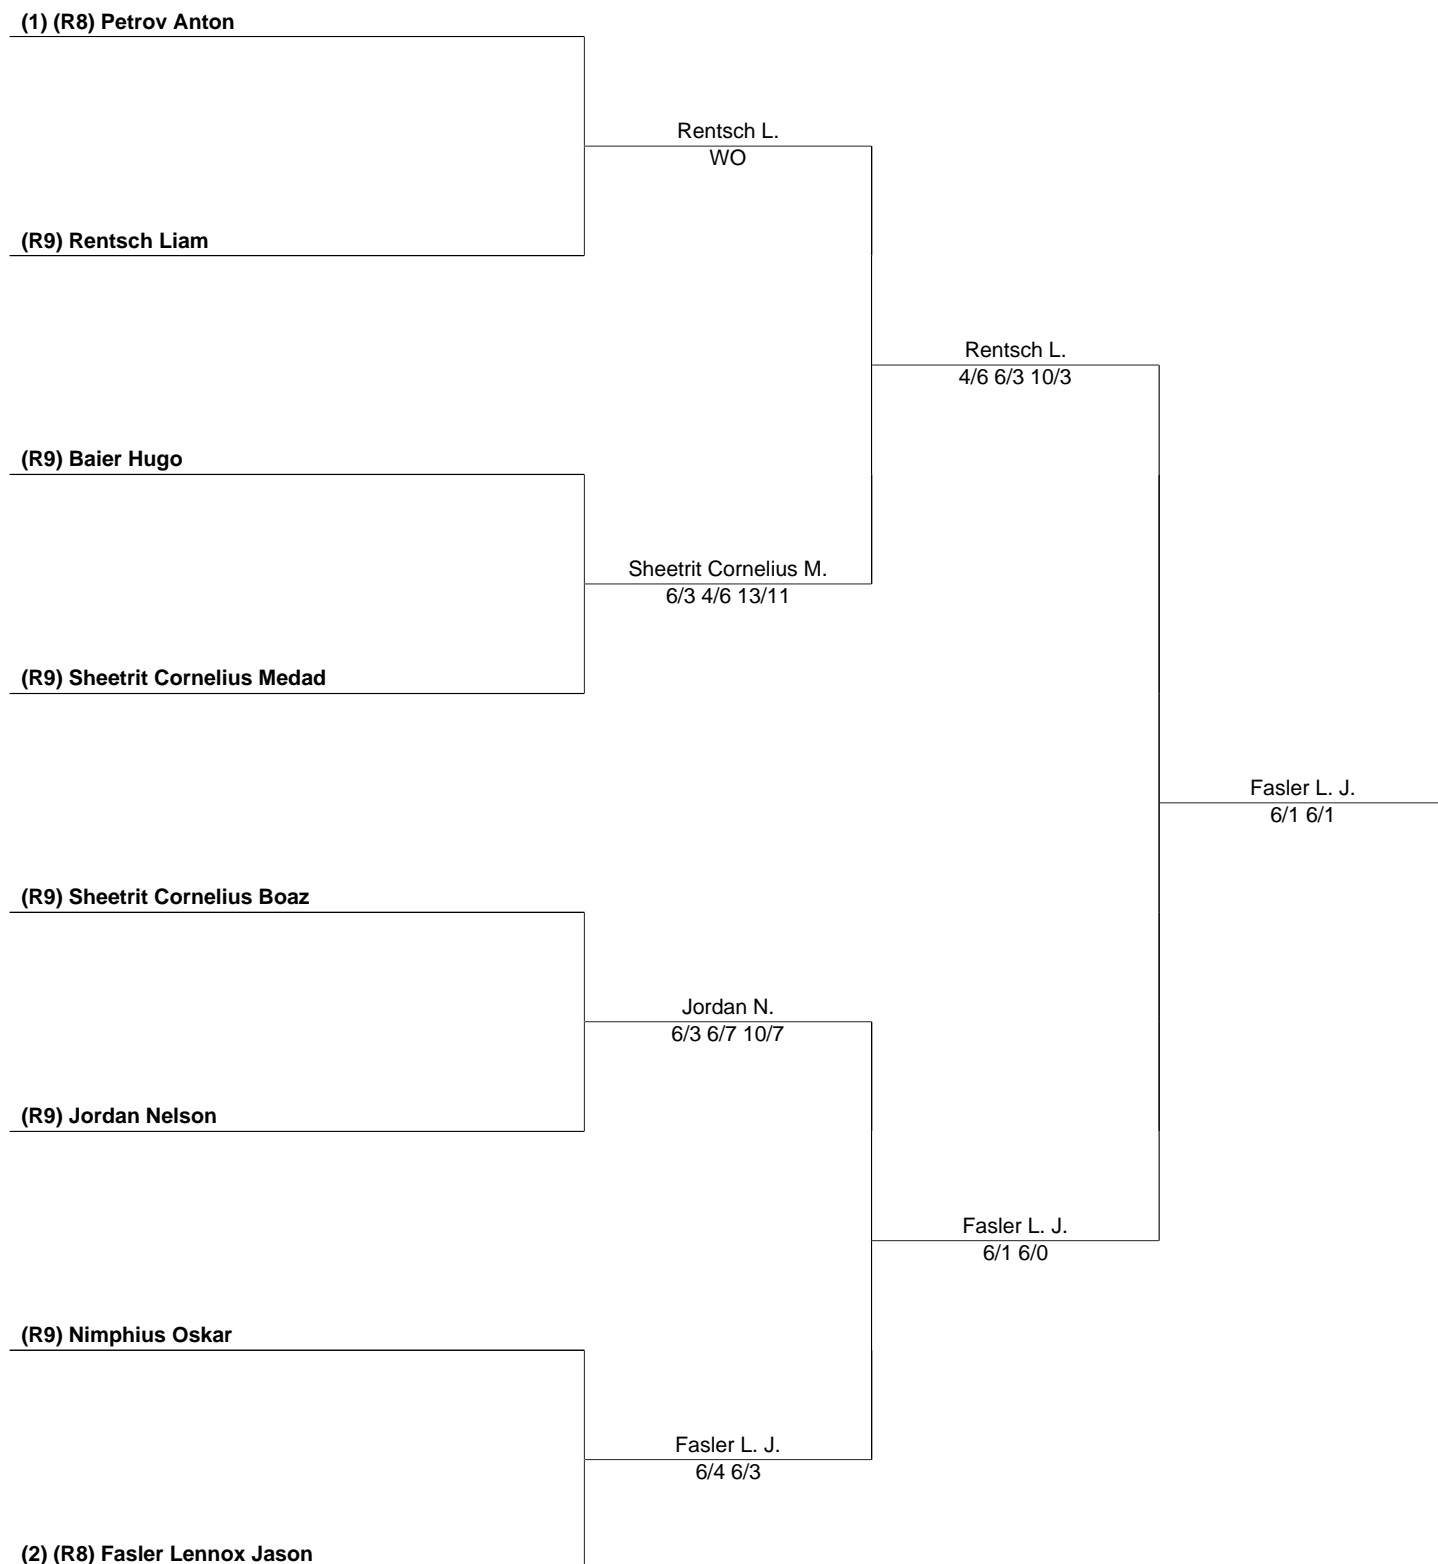 (1) (R8) Petrov Anton
Rentsch L.
WO
(R9) Rentsch Liam
Rentsch L.
4/6 6/3 10/3
(R9) Baier Hugo
Sheetrit Cornelius M.
6/3 4/6 13/11
(R9) Sheetrit Cornelius Medad
Fasler L. J.
6/1 6/1
(R9) Sheetrit Cornelius Boaz
Jordan N.
6/3 6/7 10/7
(R9) Jordan Nelson
Fasler L. J.
6/1 6/0
(R9) Nimphius Oskar
Fasler L. J.
6/4 6/3
(2) (R8) Fasler Lennox Jason